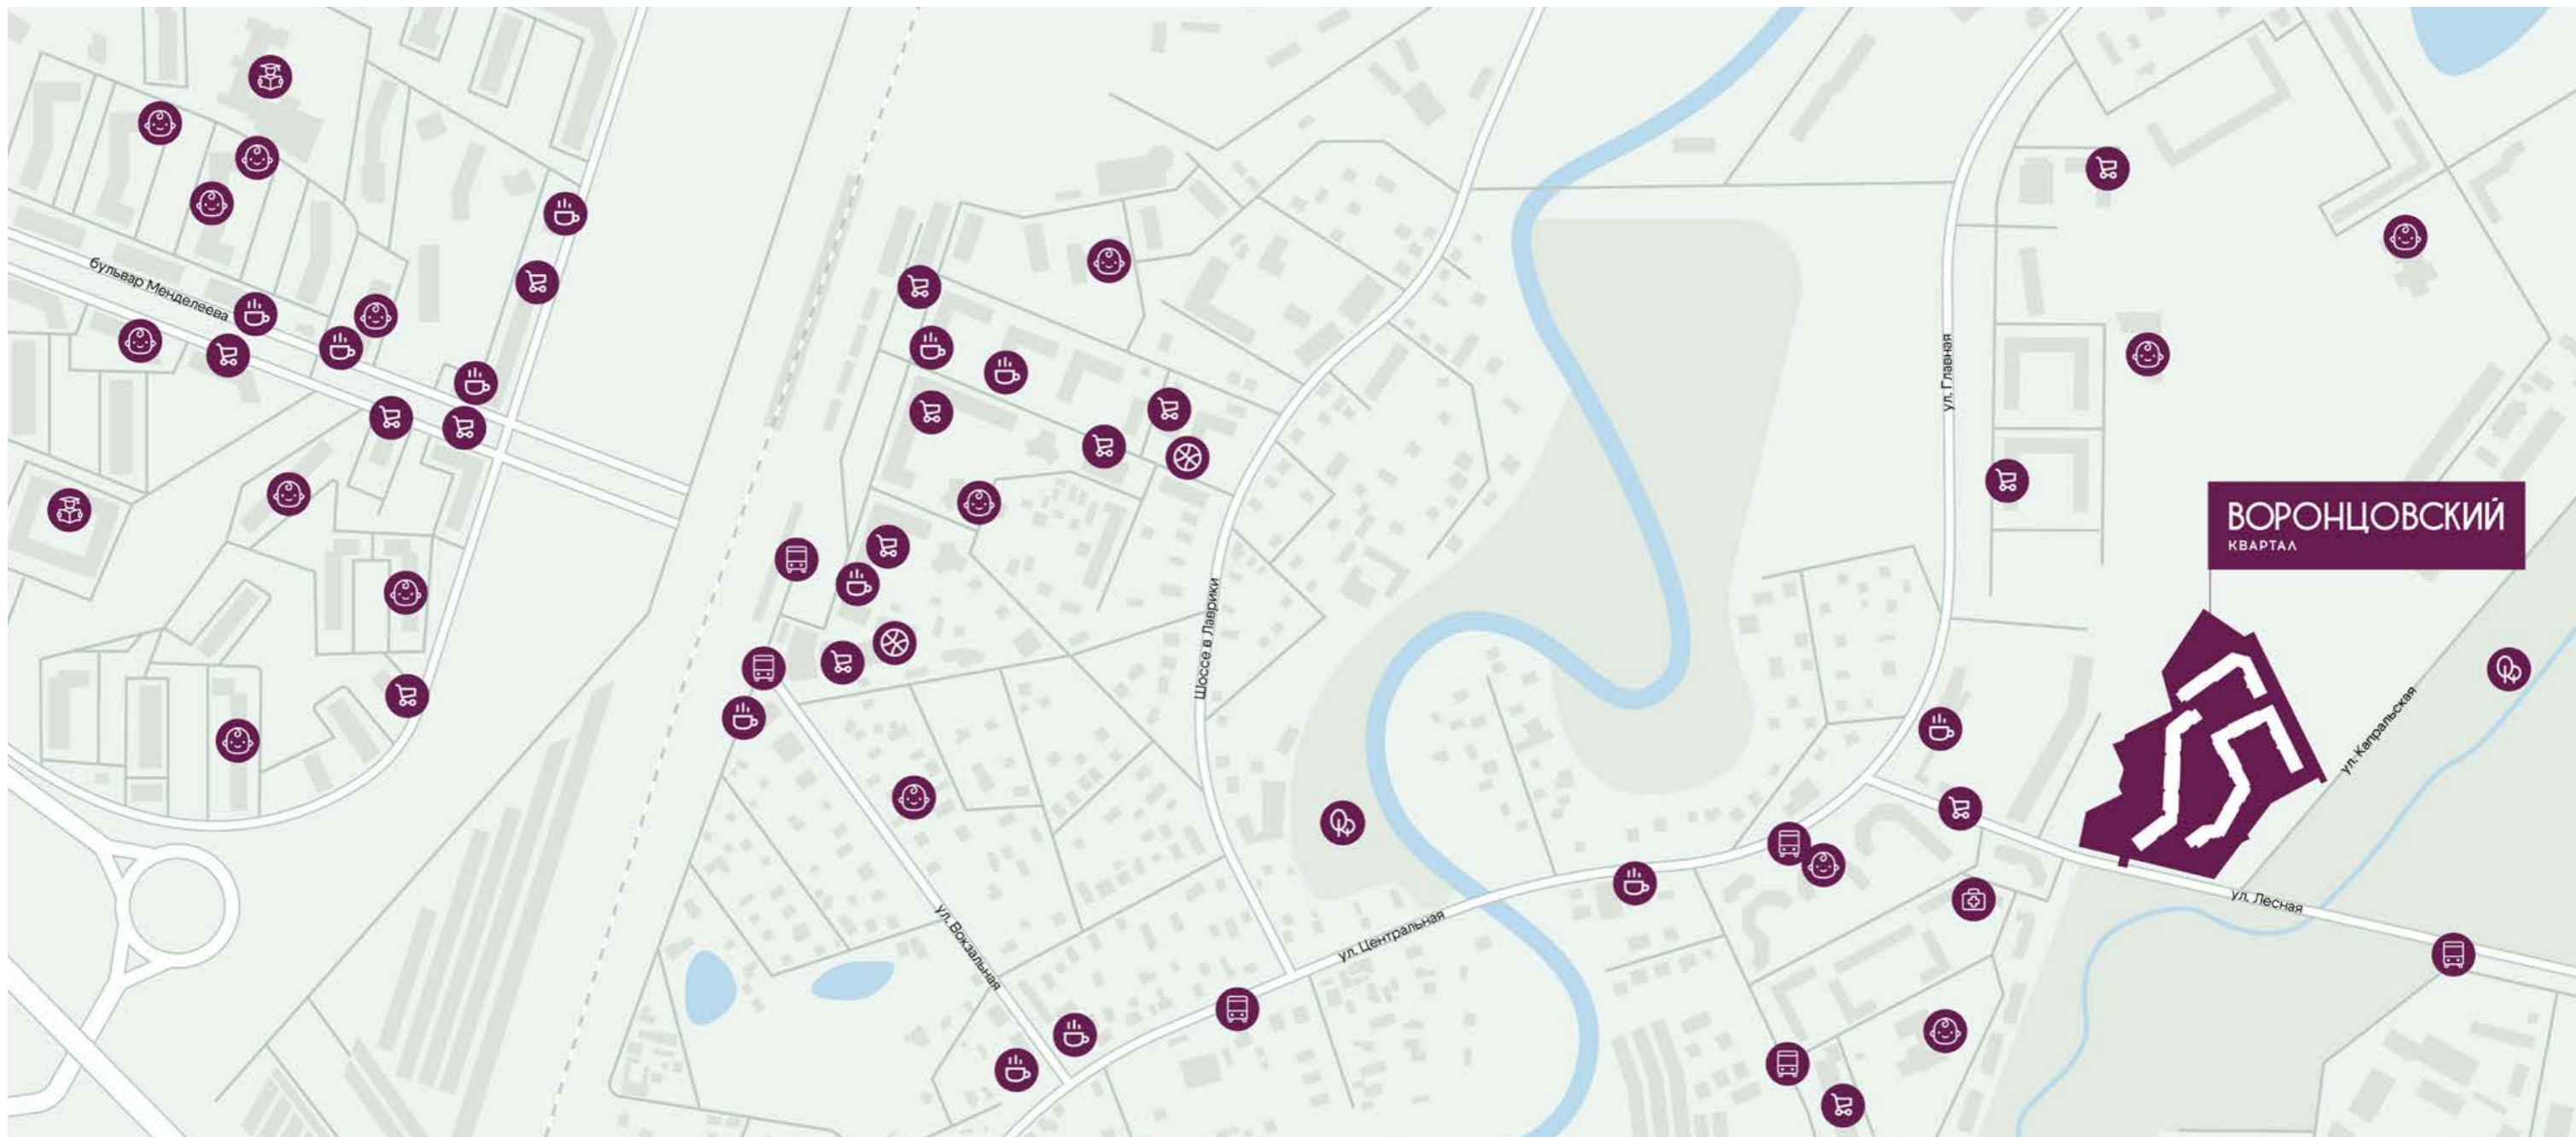 бульвар Менделеева
ул. Главная
ВОРОНЦОВСКИЙ
КВАРТАЛ
Шоссе в Лаврики
ул. Капральская
ул. Вокзальная
ул. Центральная
ул. Лесная